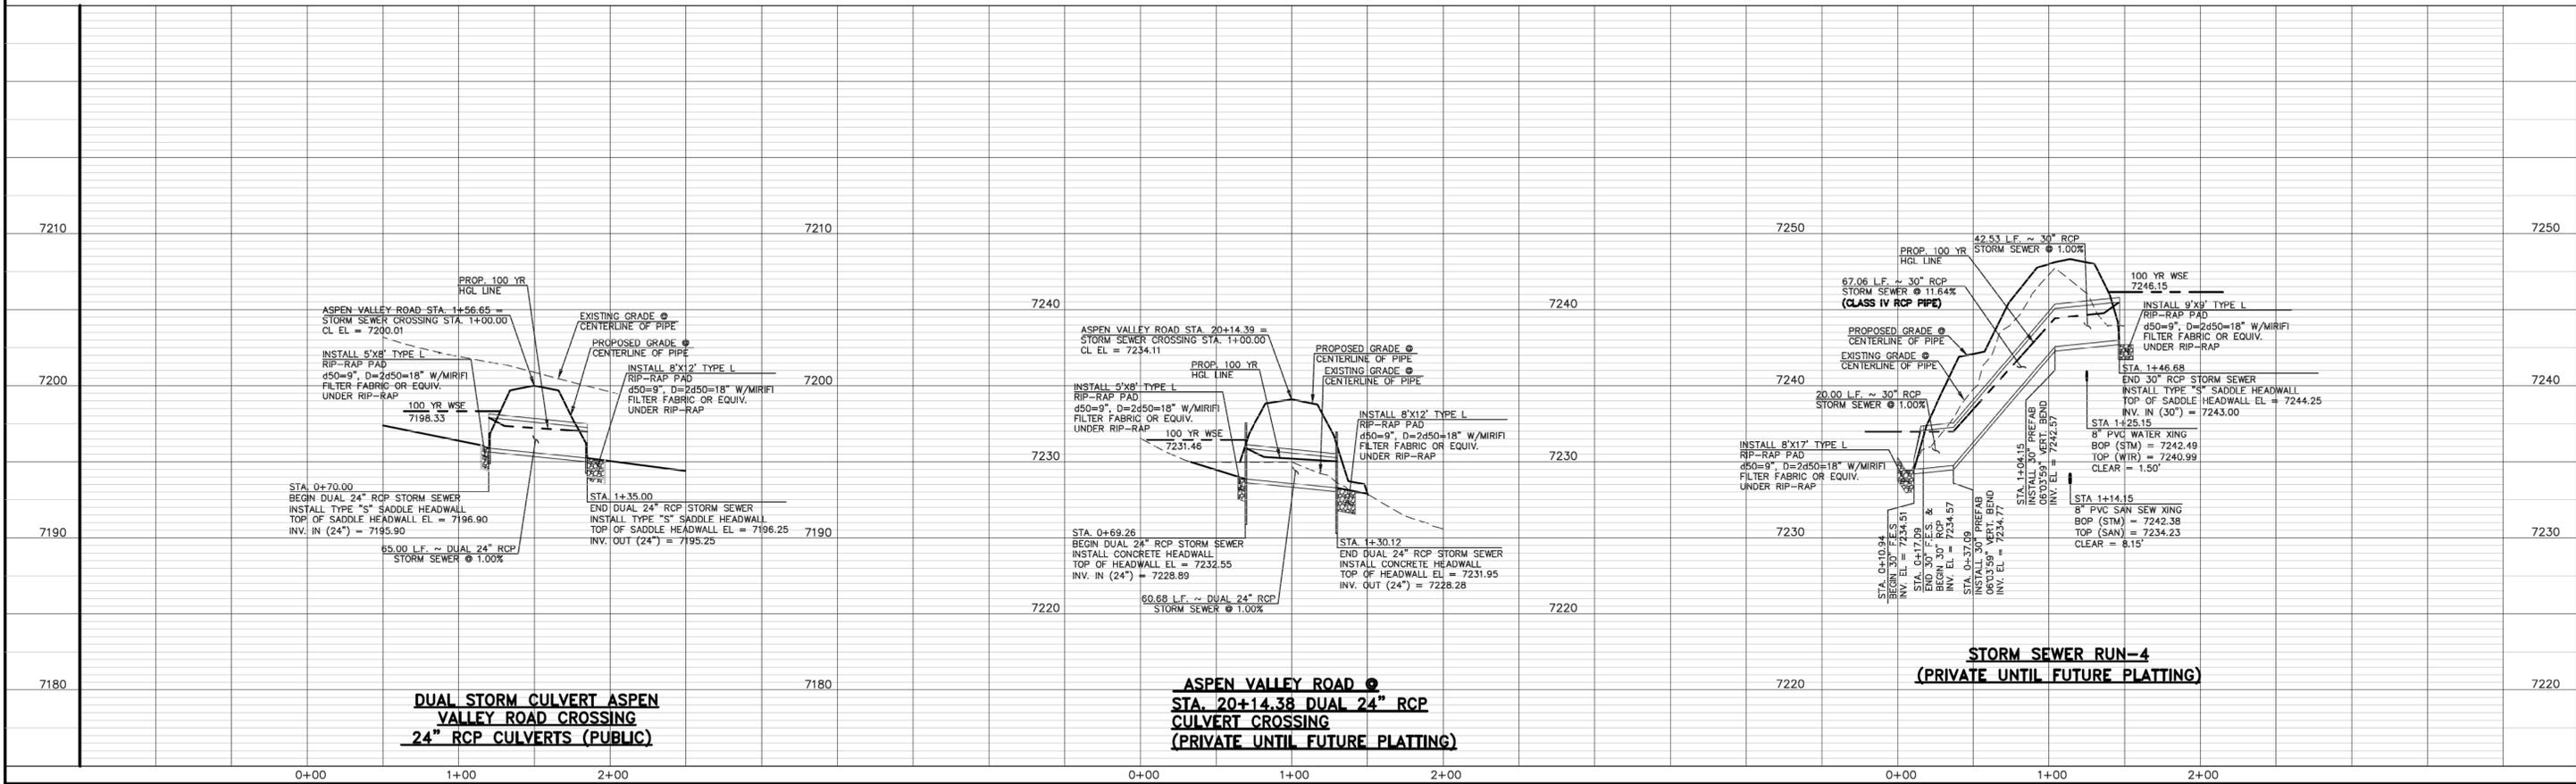 7210
7200
7190
7180
PROP. 100 YR
HGL LINE
ASPEN VALLEY ROAD STA. 1+56.65 =
STORM SEWER CROSSING STA. 1+00.00
CL EL = 7200.01
EXISTING GRADE @
CENTERLINE OF PIPE
PROPOSED GRADE @
CENTERLINE OF PIPE
INSTALL 5'X8' TYPE L
RIP-RAP PAD
d50=9", D=2d50=18" W/MIRIFI
FILTER FABRIC OR EQUIV.
UNDER RIP-RAP
INSTALL 8'X12' TYPE L
RIP-RAP PAD
d50=9", D=2d50=18" W/MIRIFI
FILTER FABRIC OR EQUIV.
UNDER RIP-RAP
100 YR WSE
7198.33
STA. 0+70.00
BEGIN DUAL 24" RCP STORM SEWER
INSTALL TYPE "S" SADDLE HEADWALL
TOP OF SADDLE HEADWALL EL = 7196.90
INV. IN (24") = 7195.90
STA. 1+35.00
END DUAL 24" RCP STORM SEWER
INSTALL TYPE "S" SADDLE HEADWALL
TOP OF SADDLE HEADWALL EL = 7196.25
INV. OUT (24") = 7195.25
65.00 L.F. ~ DUAL 24" RCP
STORM SEWER @ 1.00%
DUAL STORM CULVERT ASPEN
VALLEY ROAD CROSSING
24" RCP CULVERTS (PUBLIC)
0+00
1+00
2+00
7210
7200
7190
7180
7240
7230
7220
ASPEN VALLEY ROAD STA. 20+14.39 =
STORM SEWER CROSSING STA. 1+00.00
CL EL = 7234.11
PROP. 100 YR
HGL LINE
PROPOSED GRADE @
CENTERLINE OF PIPE
EXISTING GRADE @
CENTERLINE OF PIPE
INSTALL 5'X8' TYPE L
RIP-RAP PAD
d50=9", D=2d50=18" W/MIRIFI
FILTER FABRIC OR EQUIV.
UNDER RIP-RAP
100 YR WSE
7231.46
INSTALL 8'X12' TYPE L
RIP-RAP PAD
d50=9", D=2d50=18" W/MIRIFI
FILTER FABRIC OR EQUIV.
UNDER RIP-RAP
STA. 0+69.26
BEGIN DUAL 24" RCP STORM SEWER
INSTALL CONCRETE HEADWALL
TOP OF HEADWALL EL = 7232.55
INV. IN (24") = 7228.89
STA. 1+30.12
END DUAL 24" RCP STORM SEWER
INSTALL CONCRETE HEADWALL
TOP OF HEADWALL EL = 7231.95
INV. OUT (24") = 7228.28
60.68 L.F. ~ DUAL 24" RCP
STORM SEWER @ 1.00%
ASPEN VALLEY ROAD @
STA. 20+14.38 DUAL 24" RCP
CULVERT CROSSING
(PRIVATE UNTIL FUTURE PLATTING)
0+00
1+00
2+00
7240
7230
7220
7250
7240
7230
7220
42.53 L.F. ~ 30" RCP
STORM SEWER @ 1.00%
PROP. 100 YR
HGL LINE
67.06 L.F. ~ 30" RCP
STORM SEWER @ 11.64%
(CLASS IV RCP PIPE)
PROPOSED GRADE @
CENTERLINE OF PIPE
EXISTING GRADE @
CENTERLINE OF PIPE
20.00 L.F. ~ 30" RCP
STORM SEWER @ 1.00%
INSTALL 8'X17' TYPE L
RIP-RAP PAD
d50=9", D=2d50=18" W/MIRIFI
FILTER FABRIC OR EQUIV.
UNDER RIP-RAP
100 YR WSE
7246.15
INSTALL 9'X9' TYPE L
RIP-RAP PAD
d50=9", D=2d50=18" W/MIRIFI
FILTER FABRIC OR EQUIV.
UNDER RIP-RAP
STA. 1+46.68
END 30" RCP STORM SEWER
INSTALL TYPE "S" SADDLE HEADWALL
TOP OF SADDLE HEADWALL EL = 7244.25
INV. IN (30") = 7243.00
STA 1+25.15
8" PVC WATER XING
BOP (STM) = 7242.49
TOP (WTR) = 7240.99
CLEAR = 1.50'
STA 1+14.15
8" PVC SAN SEW XING
BOP (STM) = 7242.38
TOP (SAN) = 7234.23
CLEAR = 8.15'
STA. 0+10.94
BEGIN 30" F.E.S
INV. EL = 7234.51
STA. 0+17.09
END 30" F.E.S. &
BEGIN 30" RCP
INV. EL = 7234.57
STA. 0+37.09
INSTALL 30" PREFAB
06°03'59" VERT. BEND
INV. EL = 7234.77
STA. 1+04.15
INSTALL 30" PREFAB
06°03'59" VERT. BEND
INV. EL = 7242.57
STORM SEWER RUN-4
(PRIVATE UNTIL FUTURE PLATTING)
0+00
1+00
2+00
7250
7240
7230
7220